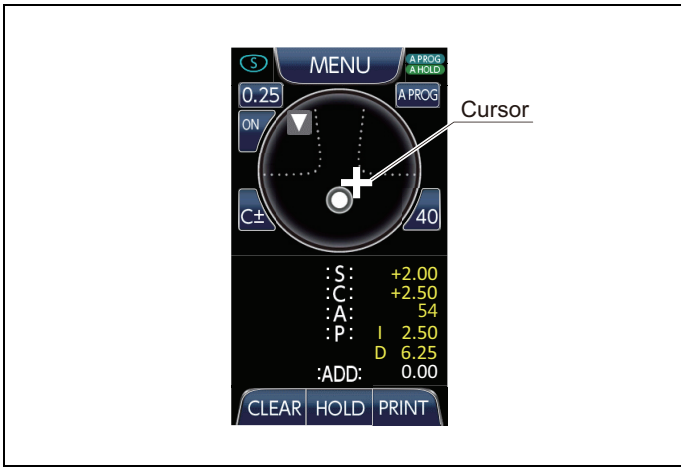 S MENU A PROG
A HOLD
0.25 A PROG
Cursor
ON
C± 40
:S: +2.00
:C: +2.50
:A: 54
:P: I 2.50
D 6.25
:ADD: 0.00
CLEAR HOLD PRINT